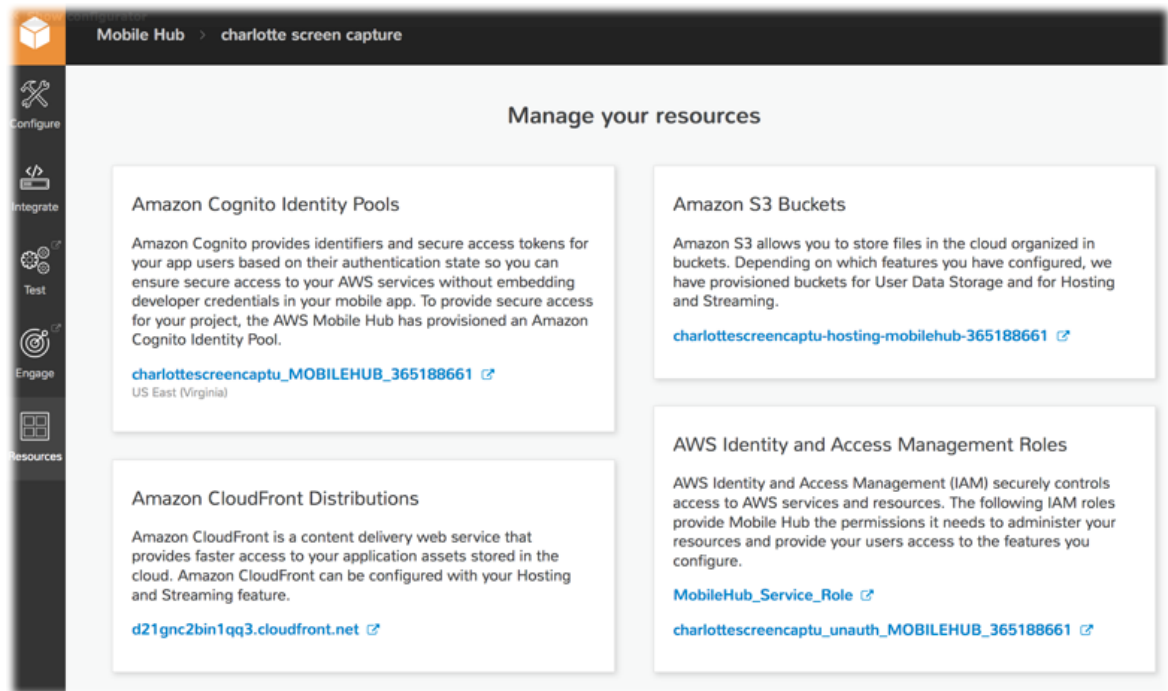 Show configurator
Mobile Hub > charlotte screen capture
Configure
Integrate
Test
Engage
Resources
Manage your resources
Amazon Cognito Identity Pools
Amazon Cognito provides identifiers and secure access tokens for
your app users based on their authentication state so you can
ensure secure access to your AWS services without embedding
developer credentials in your mobile app. To provide secure access
for your project, the AWS Mobile Hub has provisioned an Amazon
Cognito Identity Pool.
charlottescreencaptu_MOBILEHUB_365188661
US East (Virginia)
Amazon CloudFront Distributions
Amazon CloudFront is a content delivery web service that
provides faster access to your application assets stored in the
cloud. Amazon CloudFront can be configured with your Hosting
and Streaming feature.
d21gnc2bin1qq3.cloudfront.net
Amazon S3 Buckets
Amazon S3 allows you to store files in the cloud organized in
buckets. Depending on which features you have configured, we
have provisioned buckets for User Data Storage and for Hosting
and Streaming.
charlottescreencaptu-hosting-mobilehub-365188661
AWS Identity and Access Management Roles
AWS Identity and Access Management (IAM) securely controls
access to AWS services and resources. The following IAM roles
provide Mobile Hub the permissions it needs to administer your
resources and provide your users access to the features you
configure.
MobileHub_Service_Role
charlottescreencaptu_unauth_MOBILEHUB_365188661